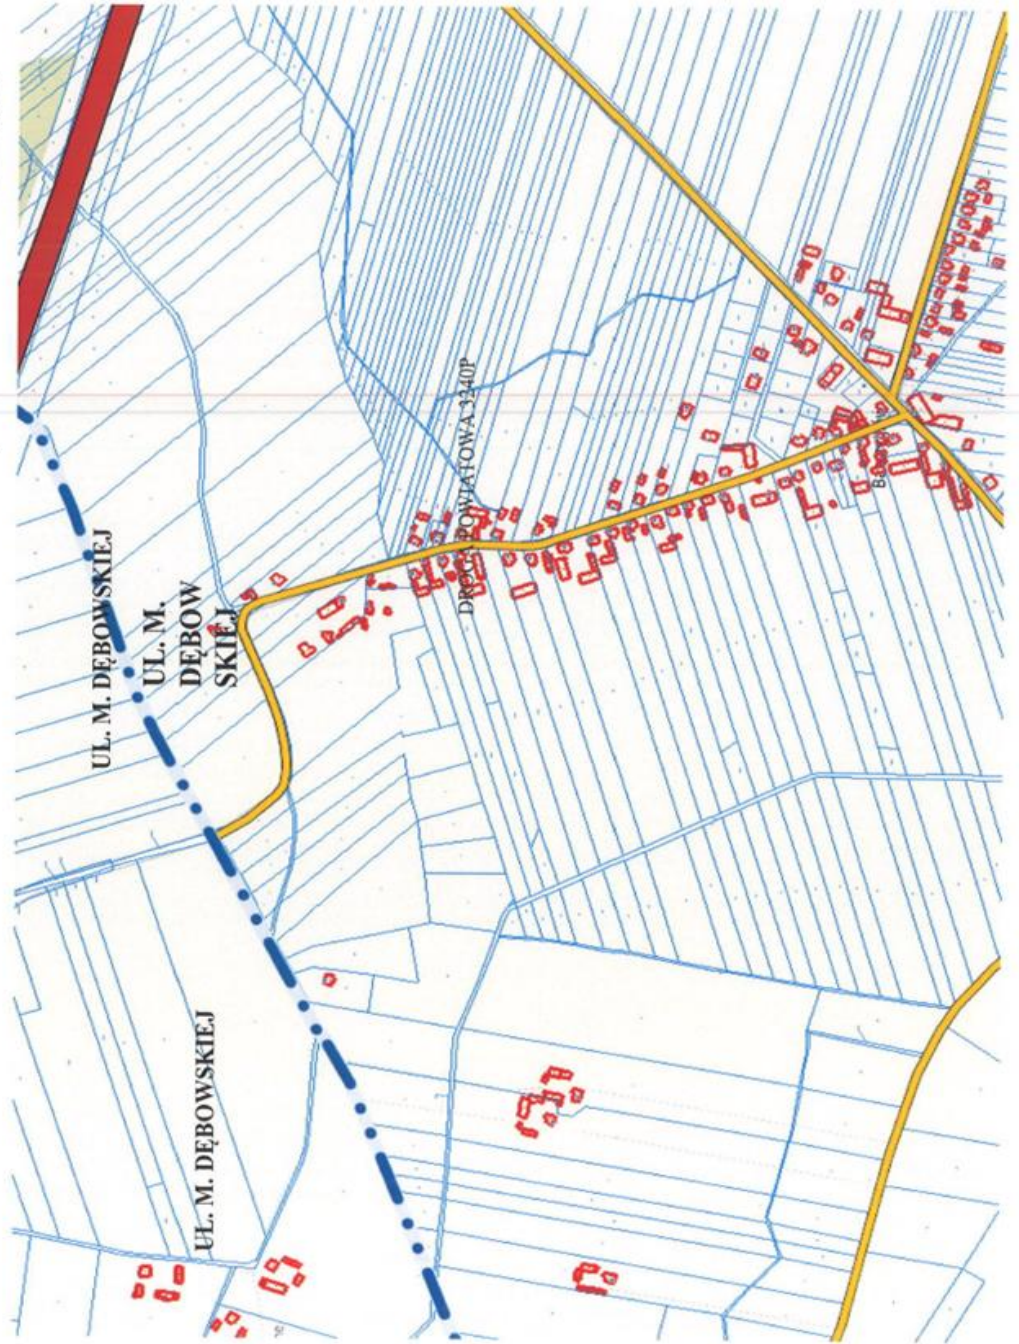 UL. M. DĘBOWSKIEJ
UL. M.
DĘBOW
SKIEJ
DROGA POWIATOWA 3240P
UL. M. DĘBOWSKIEJ